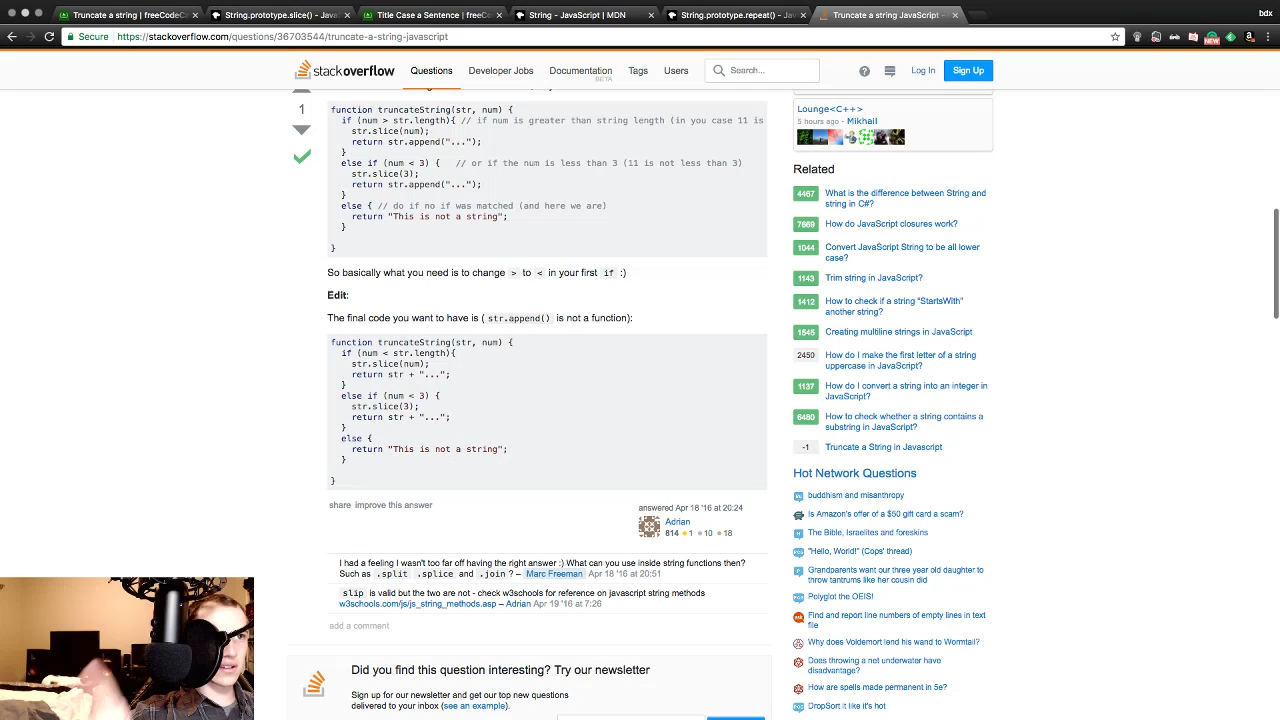 Truncate a string | freeCodeC
String.prototype.slice() - Java
Title Case a Sentence | freeCo
String - JavaScript | MDN
String.prototype.repeat() - Java
Truncate a string JavaScript –
bdx
Secure
https://stackoverflow.com/questions/36703544/truncate-a-string-javascript
NEW
stackoverflow
Questions
Developer Jobs
Documentation
BETA
Tags
Users
Search...
Log In
Sign Up
1
function truncateString(str, num) {
if (num > str.length){ // if num is greater than string length (in you case 11 is
str.slice(num);
return str.append("...");
}
else if (num < 3) { // or if the num is less than 3 (11 is not less than 3)
str.slice(3);
return str.append("...");
}
else { // do if no if was matched (and here we are)
return "This is not a string";
}
}
So basically what you need is to change > to < in your first if :)
Edit:
The final code you want to have is ( str.append() is not a function):
function truncateString(str, num) {
if (num < str.length){
str.slice(num);
return str + "...";
}
else if (num < 3) {
str.slice(3);
return str + "...";
}
else {
return "This is not a string";
}
}
share improve this answer
answered Apr 18 '16 at 20:24
Adrian
814 1 10 18
I had a feeling I wasn't too far off having the right answer :) What can you use inside string functions then?
Such as .split .splice and .join ? – Marc Freeman Apr 18 '16 at 20:51
slip is valid but the two are not - check w3schools for reference on javascript string methods
w3schools.com/js/js_string_methods.asp – Adrian Apr 19 '16 at 7:26
add a comment
Did you find this question interesting? Try our newsletter
Sign up for our newsletter and get our top new questions
delivered to your inbox (see an example).
Lounge<C++>
5 hours ago - Mikhail
Related
4467 What is the difference between String and
string in C#?
7669 How do JavaScript closures work?
1044 Convert JavaScript String to be all lower
case?
1143 Trim string in JavaScript?
1412 How to check if a string "StartsWith"
another string?
1545 Creating multiline strings in JavaScript
2450 How do I make the first letter of a string
uppercase in JavaScript?
1137 How do I convert a string into an integer in
JavaScript?
6480 How to check whether a string contains a
substring in JavaScript?
-1 Truncate a String in Javascript
Hot Network Questions
buddhism and misanthropy
Is Amazon's offer of a $50 gift card a scam?
The Bible, Israelites and foreskins
"Hello, World!" (Cops' thread)
Grandparents want our three year old daughter to
throw tantrums like her cousin did
Polyglot the OEIS!
Find and report line numbers of empty lines in text
file
Why does Voldemort lend his wand to Wormtail?
Does throwing a net underwater have
disadvantage?
How are spells made permanent in 5e?
DropSort it like it's hot